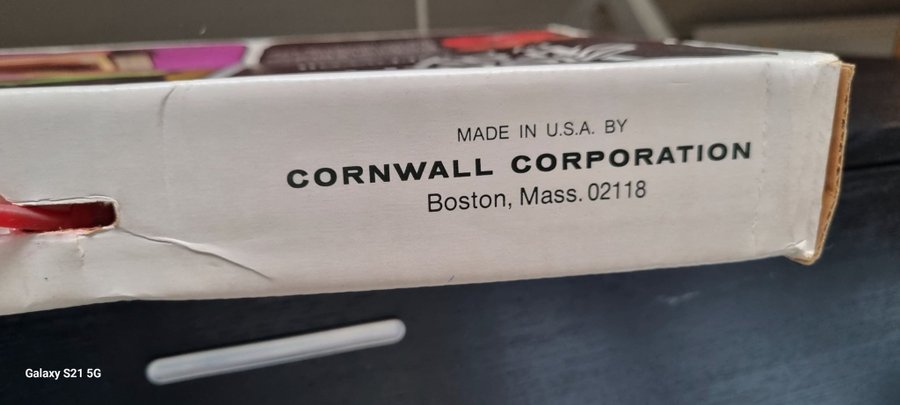 MADE IN U.S.A. BY
CORNWALL CORPORATION
Boston, Mass. 02118
Galaxy S21 5G